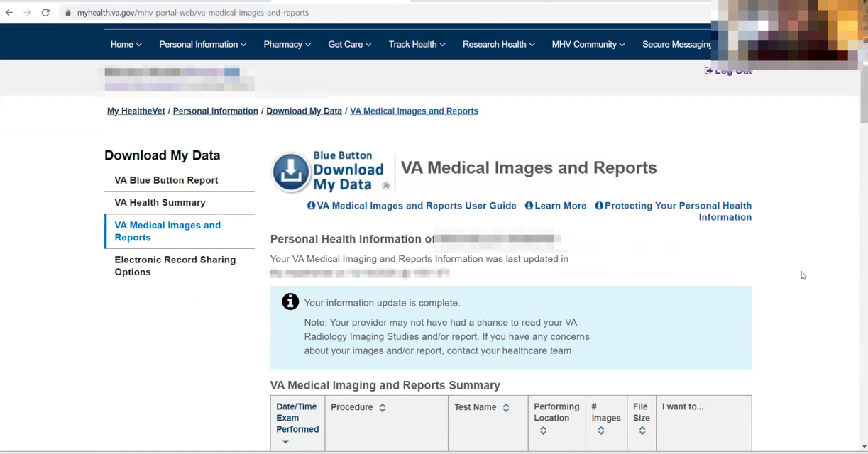 myhealth.va.gov/mhv-portal-web/va-medical-images-and-reports
Home Personal Information Pharmacy Get Care Track Health Research Health MHV Community Secure Messaging
Log Out
My HealtheVet / Personal Information / Download My Data / VA Medical Images and Reports
Download My Data
VA Blue Button Report
VA Health Summary
VA Medical Images and
Reports
Electronic Record Sharing
Options
Blue Button
Download
My Data ®
VA Medical Images and Reports
VA Medical Images and Reports User Guide Learn More Protecting Your Personal Health
Information
Personal Health Information of
Your VA Medical Imaging and Reports Information was last updated in
Your information update is complete.
Note: Your provider may not have had a chance to read your VA
Radiology Imaging Studies and/or report. If you have any concerns
about your images and/or report, contact your healthcare team.
VA Medical Imaging and Reports Summary
Date/Time
Exam
Performed
Procedure
Test Name
Performing
Location
#
Images
File
Size
I want to...